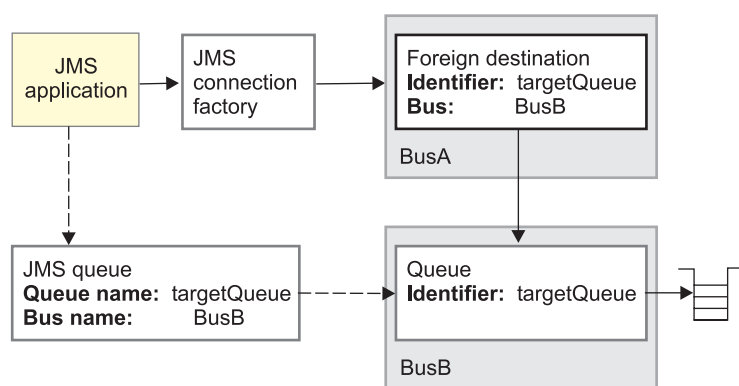 JMS
application
JMS
connection
factory
Foreign destination
Identifier: targetQueue
Bus: BusB
BusA
JMS queue
Queue name: targetQueue
Bus name: BusB
Queue
Identifier: targetQueue
BusB